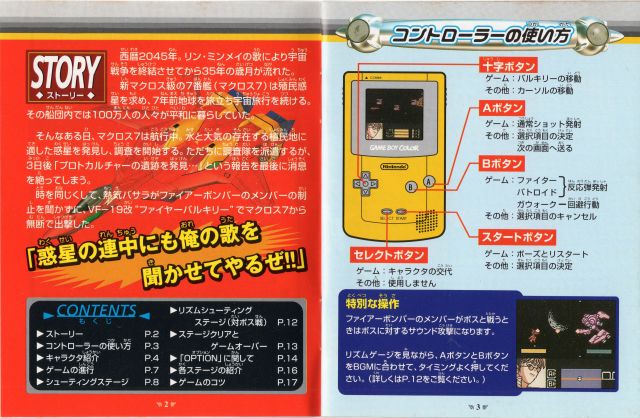 STORY
◆ストーリー◆
西暦2045年。リン・ミンメイの歌により宇宙
戦争を終結させてから35年の歳月が流れた。
新マクロス級の7番艦(マクロス7)は植民惑
星を求め、7年前地球を旅立ち宇宙旅行を続ける。
その船団内では100万人の人々が平和に暮らしていた。
そんなある日、マクロス7は航行中、水と大気の存在する植民地に
適した惑星を発見し、調査を開始する。ただちに調査隊を派遣するが
3日後「プロトカルチャーの遺跡を発見…」という報告を最後に消息
を絶ってしまう。
時を同じくして、熱気バサラがファイアーボンバーのメンバーの制
止を聞かずに、VF-19改"ファイヤーバルキリー"でマクロス7から
無断で出撃した。
「惑星の連中にも俺の歌を
聞かせてやるぜ!!」
CONTENTS
もくじ
▶ストーリー P.2
▶コントローラーの使い方 P.3
▶キャラクタ紹介 P.4
▶ゲームの進行 P.7
▶シューティングステージ P.8
▶リズムシューティング
ステージ(対ボス戦) P.12
▶ステージクリアと
ゲームオーバー P.13
▶「OPTION」に関して P.14
▶各ステージの紹介 P.16
▶ゲームのコツ P.17
2
コントローラーの使い方
十字ボタン
ゲーム:バルキリーの移動
その他:カーソルの移動
Aボタン
ゲーム:通常ショット発射
その他:選択項目の決定
次の画面へ送る
Bボタン
ゲーム:ファイター
バトロイド
反応弾発射
ガウォーク─回避行動
その他:選択項目のキャンセル
スタートボタン
ゲーム:ポーズとリスタート
その他:選択項目の決定
セレクトボタン
ゲーム:キャラクタの交代
その他:使用しません
GAME BOY COLOR
Nintendo
B
A
SELECT START
特別な操作
ファイアーボンバーのメンバーがボスと戦うと
きはボスに対するサウンド攻撃になります。
リズムゲージを見ながら、AボタンとBボタン
をBGMに合わせて、タイミングよく押してくだ
さい。(詳しくはP.12をご覧ください。)
3